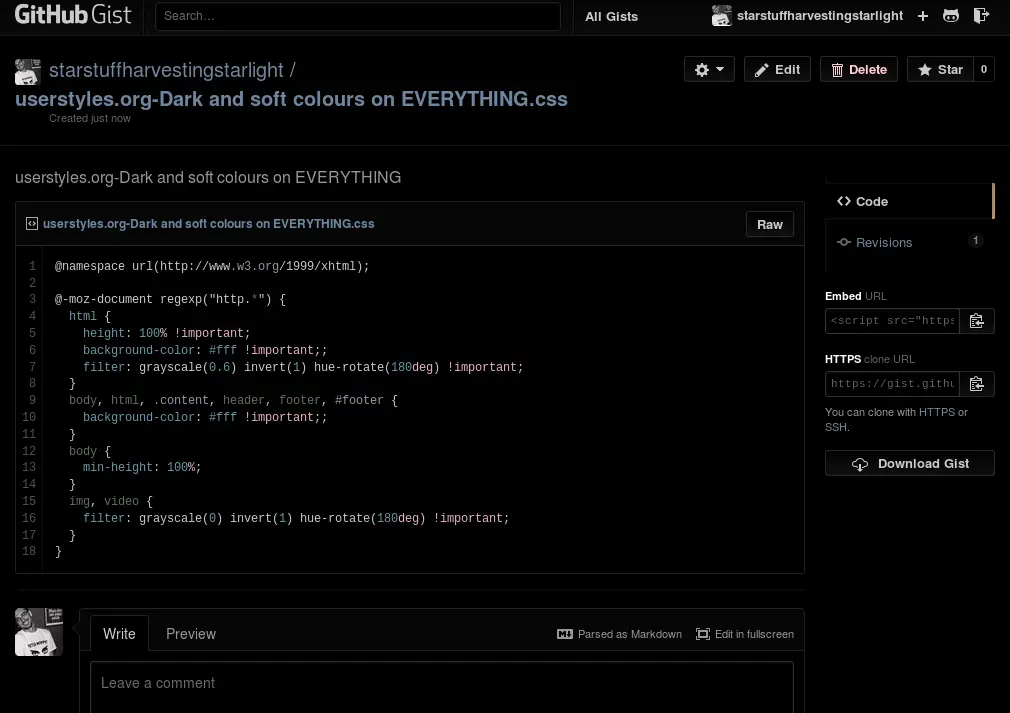 GitHub Gist
Search...
All Gists
starstuffharvestingstarlight
starstuffharvestingstarlight /
userstyles.org-Dark and soft colours on EVERYTHING.css
Created just now
Edit
Delete
Star
0
userstyles.org-Dark and soft colours on EVERYTHING
userstyles.org-Dark and soft colours on EVERYTHING.css
Raw
1 @namespace url(http://www.w3.org/1999/xhtml);
2
3 @-moz-document regexp("http.*") {
4   html {
5     height: 100% !important;
6     background-color: #fff !important;;
7     filter: grayscale(0.6) invert(1) hue-rotate(180deg) !important;
8   }
9   body, html, .content, header, footer, #footer {
10     background-color: #fff !important;;
11   }
12   body {
13     min-height: 100%;
14   }
15   img, video {
16     filter: grayscale(0) invert(1) hue-rotate(180deg) !important;
17   }
18 }
Code
Revisions
1
Embed URL
<script src="https
HTTPS clone URL
https://gist.githu
You can clone with HTTPS or
SSH.
Download Gist
Write
Preview
Parsed as Markdown
Edit in fullscreen
Leave a comment